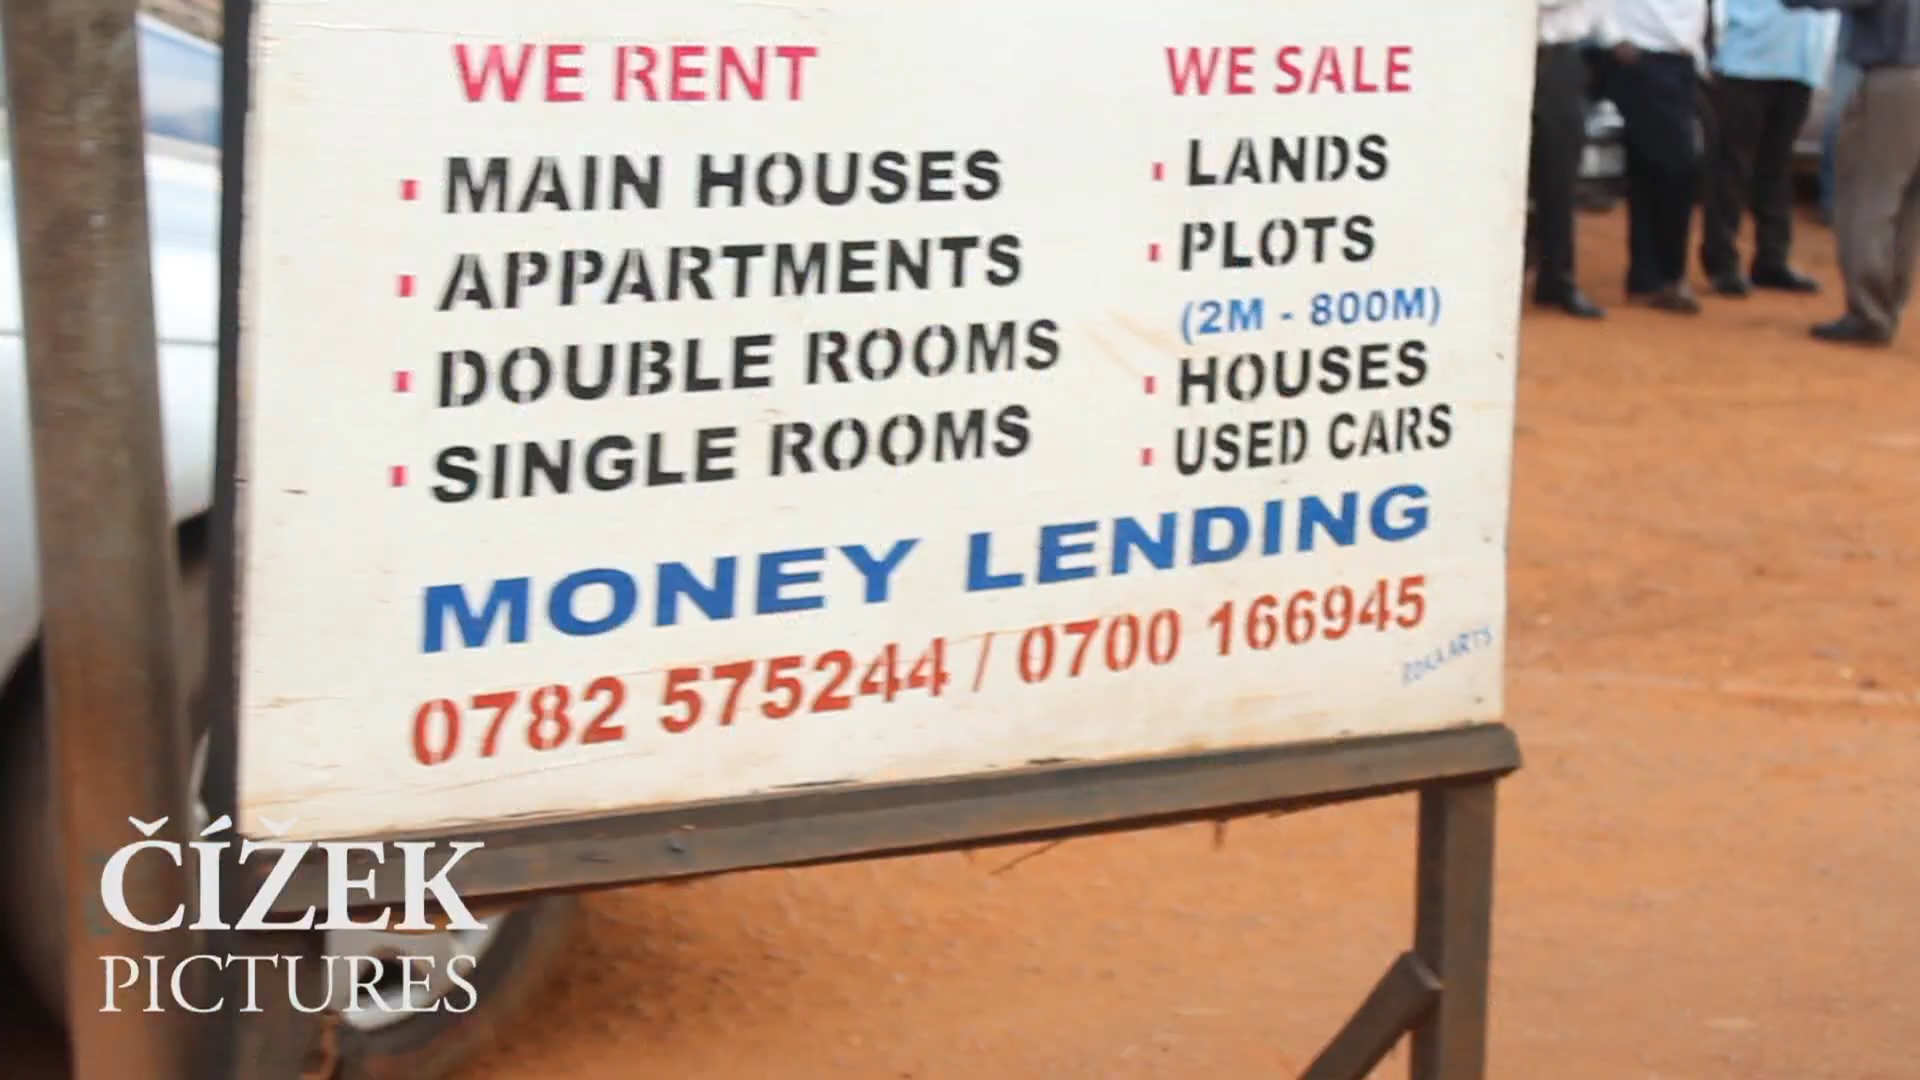 WE RENT
MAIN HOUSES
APPARTMENTS
DOUBLE ROOMS
SINGLE ROOMS
WE SALE
LANDS
PLOTS
(2M - 800M)
HOUSES
USED CARS
MONEY LENDING
0782 575244 / 0700 166945
ČÍŽEK
PICTURES